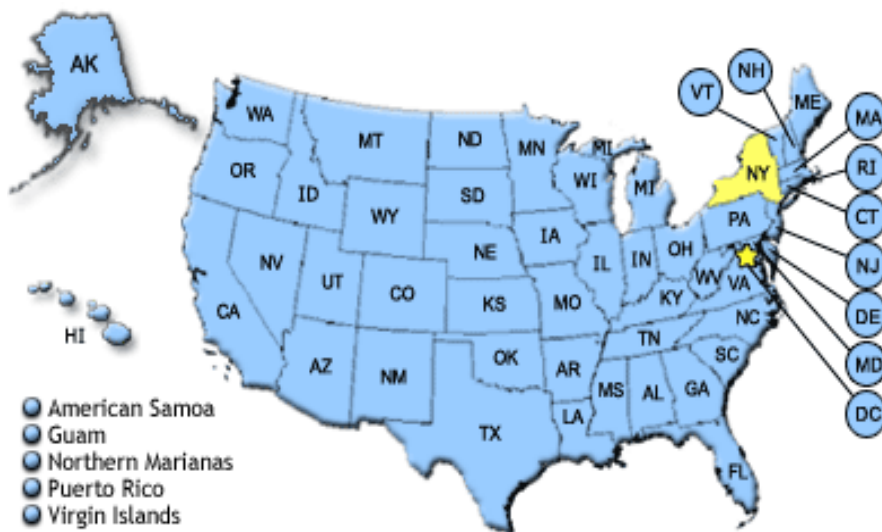 AK
WA
MT
ND
MN
MI
ME
VT
NH
MA
RI
CT
NJ
DE
MD
DC
OR
ID
SD
WI
MI
NY
WY
IA
PA
NV
UT
NE
IL
IN
OH
WV
VA
CA
CO
KS
MO
KY
NC
HI
AZ
NM
OK
AR
TN
SC
TX
LA
MS
AL
GA
FL
American Samoa
Guam
Northern Marianas
Puerto Rico
Virgin Islands